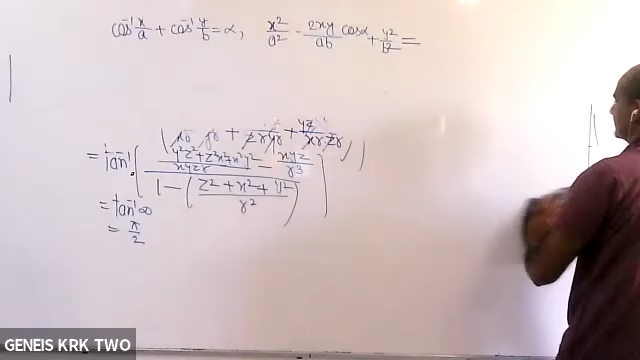 cos⁻¹ x/a + cos⁻¹ y/b = α, x²/a² - 2xy/ab cosα + y²/b² =
= tan⁻¹ ( ( y²z² + z²x² + x²y² / xyzr - xyz / r³ ) / ( 1 - ( z² + x² + y² / r² ) ) )
= tan⁻¹ ∞
= π/2
GENEIS KRK TWO